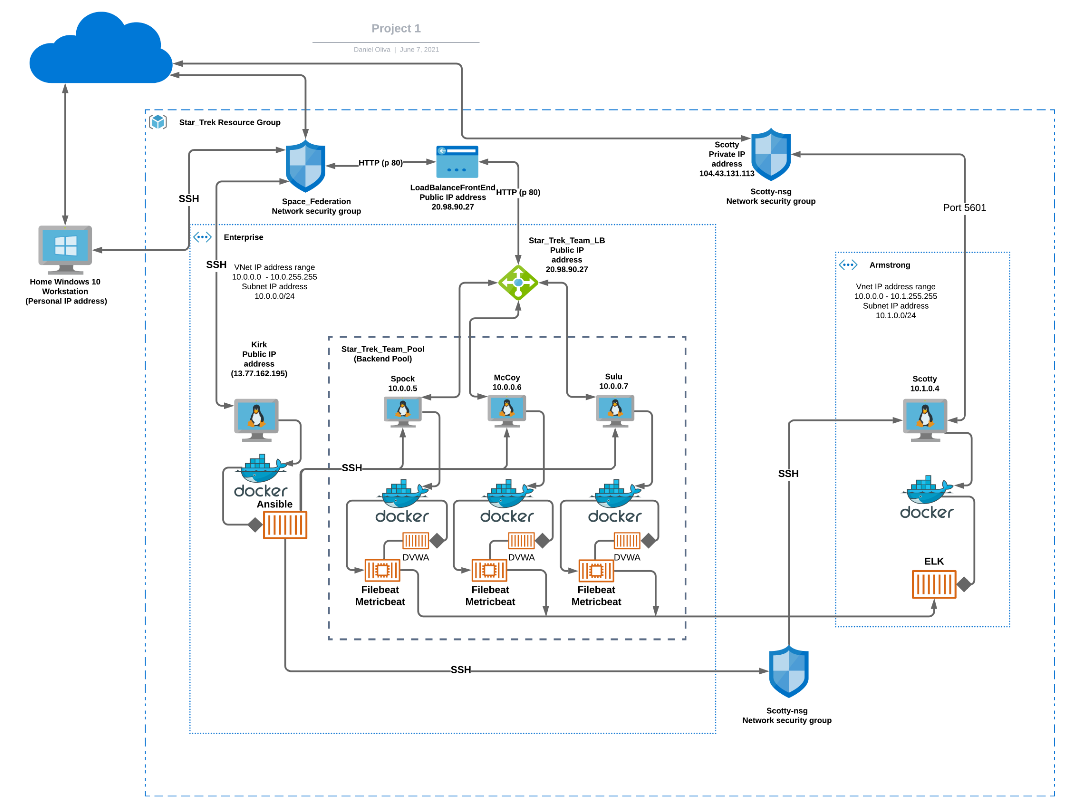 Project 1
Daniel Oliva | June 7, 2021
Star_Trek Resource Group
Scotty
Private IP
address
104.43.131.113
Scotty-nsg
Network security group
HTTP (p 80)
LoadBalanceFrontEnd
Public IP address
20.98.90.27
HTTP (p 80)
Space_Federation
Network security group
SSH
Port 5601
Home Windows 10
Workstation
(Personal IP address)
Enterprise
SSH
VNet IP address range
10.0.0.0 - 10.0.255.255
Subnet IP address
10.0.0.0/24
Star_Trek_Team_LB
Public IP
address
20.98.90.27
Armstrong
Vnet IP address range
10.0.0.0 - 10.1.255.255
Subnet IP address
10.1.0.0/24
Kirk
Public IP
address
(13.77.162.195)
Star_Trek_Team_Pool
(Backend Pool)
Spock
10.0.0.5
McCoy
10.0.0.6
Sulu
10.0.0.7
Scotty
10.1.0.4
SSH
SSH
docker
Ansible
docker
docker
docker
docker
DVWA
DVWA
DVWA
Filebeat
Metricbeat
Filebeat
Metricbeat
Filebeat
Metricbeat
ELK
SSH
Scotty-nsg
Network security group